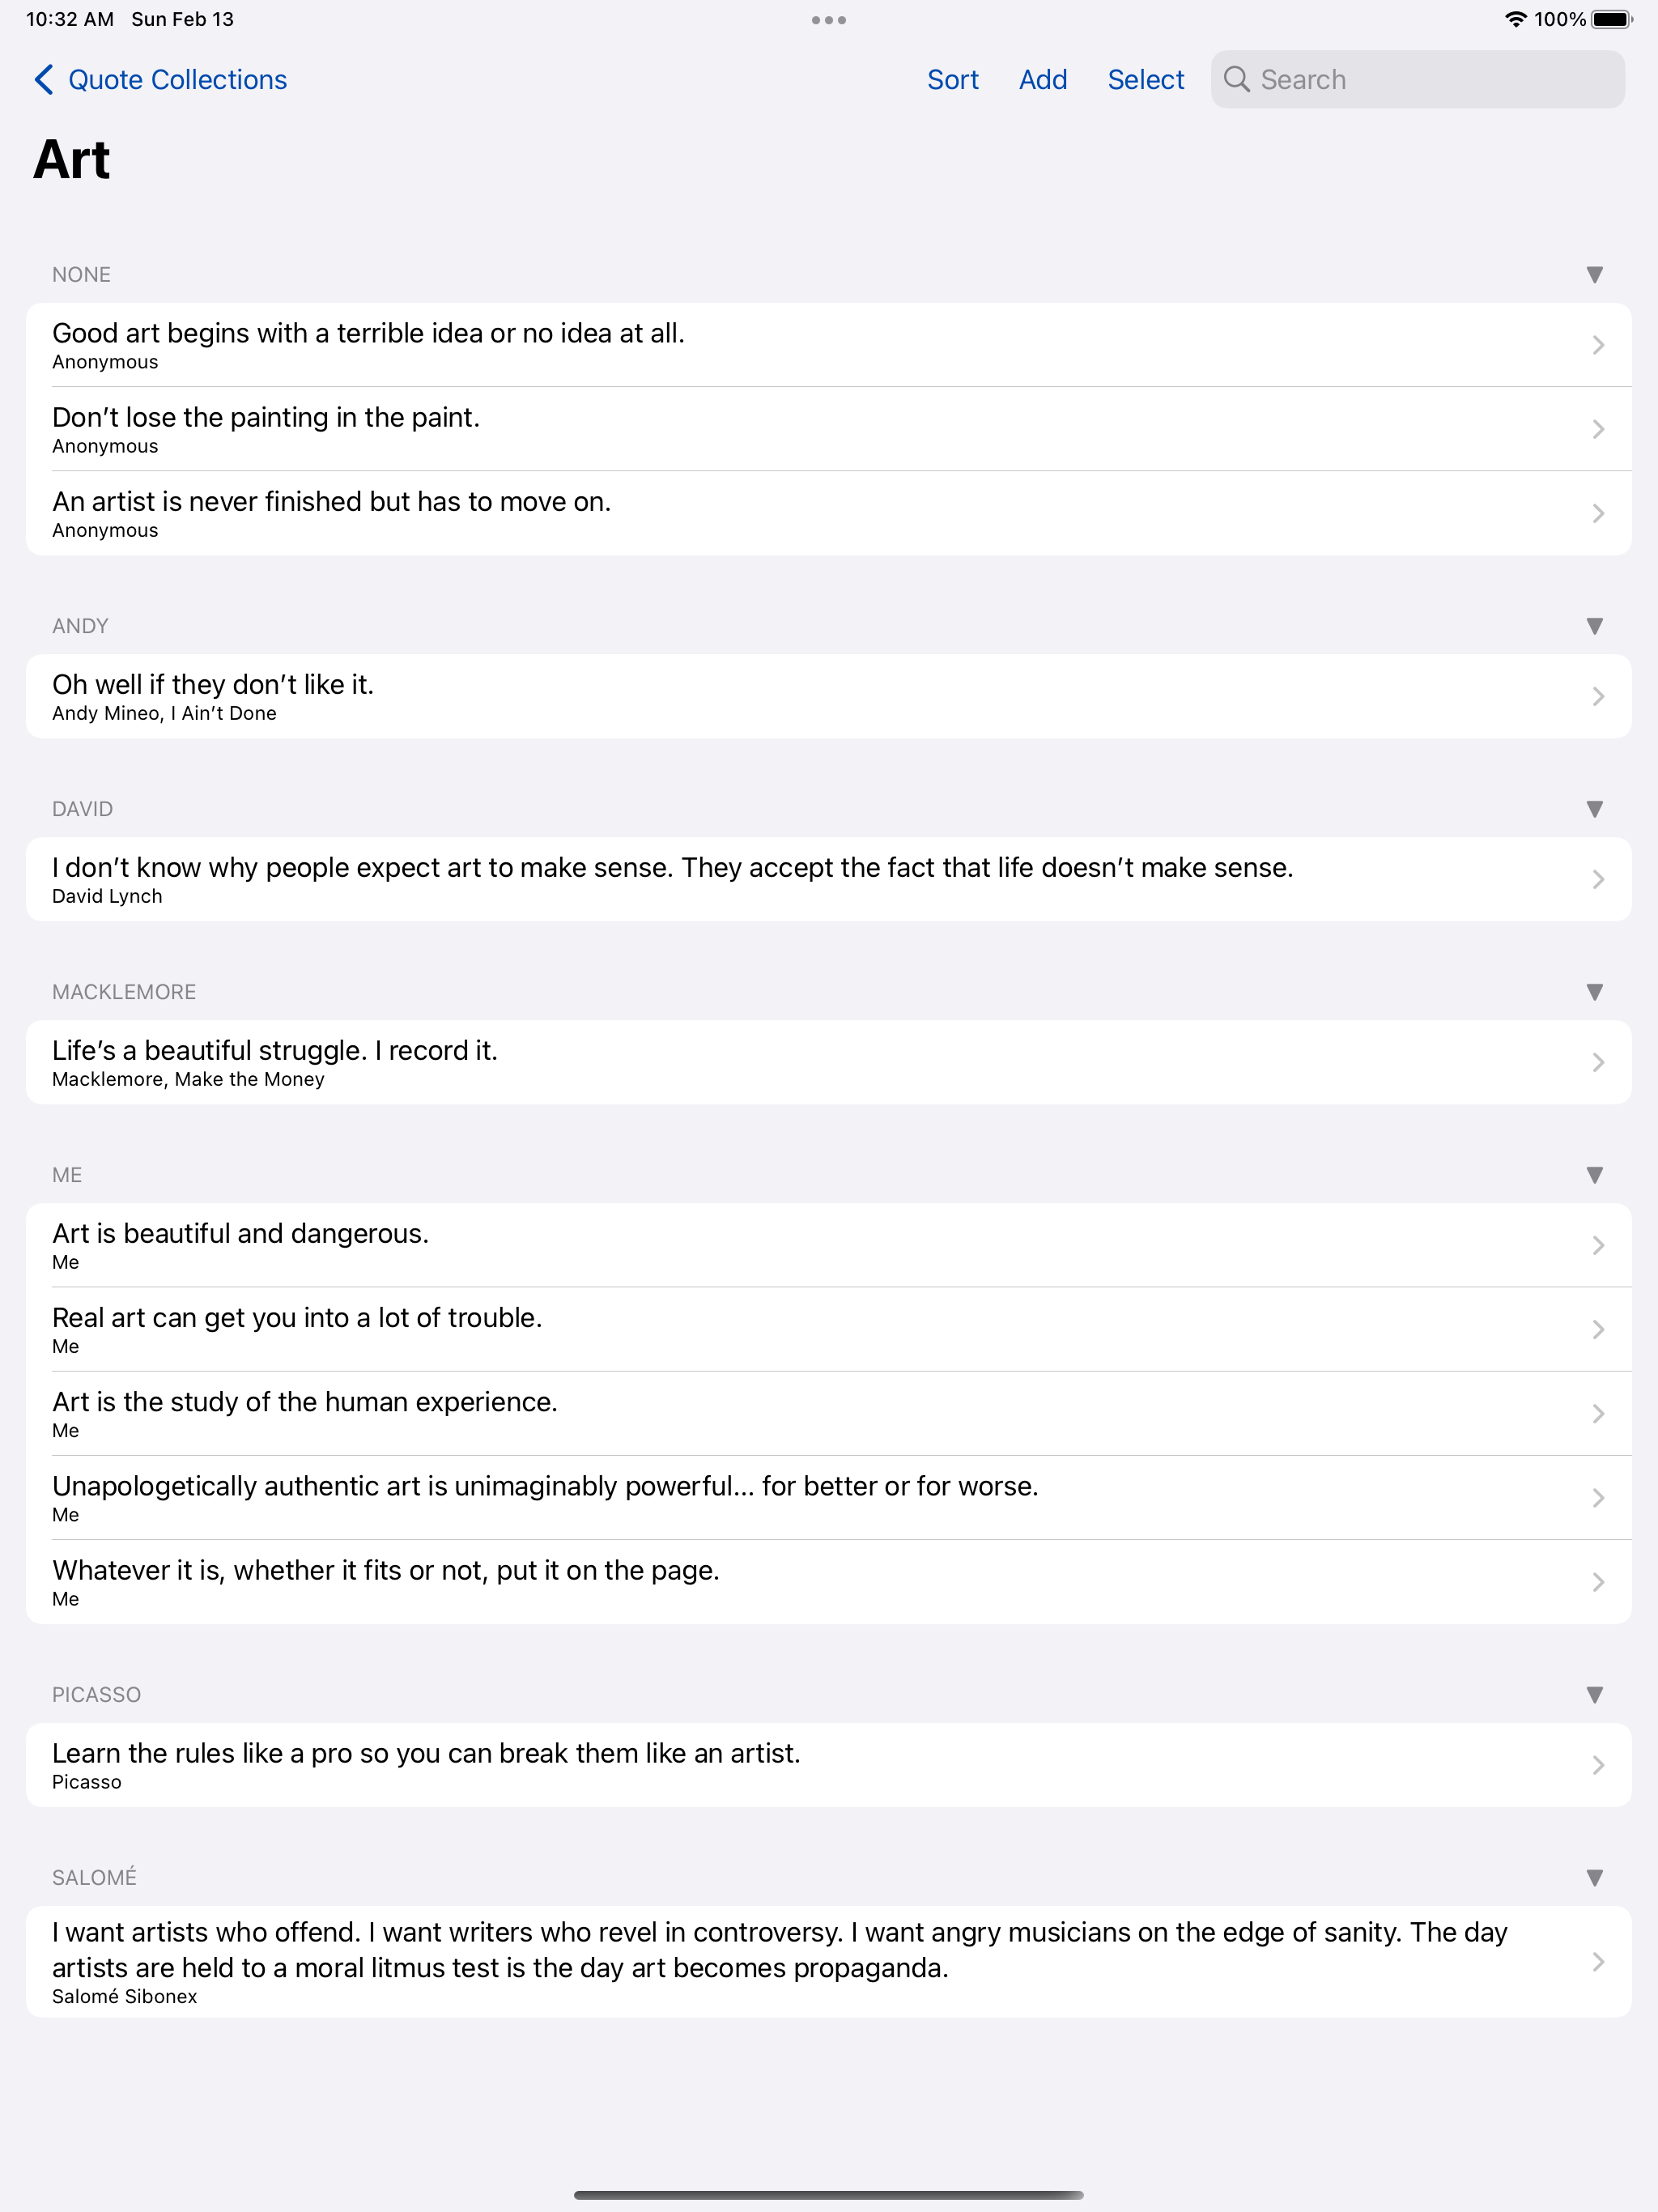 10:32 AM Sun Feb 13
100%
Quote Collections
Sort Add Select Search
Art
NONE
Good art begins with a terrible idea or no idea at all.
Anonymous
Don’t lose the painting in the paint.
Anonymous
An artist is never finished but has to move on.
Anonymous
ANDY
Oh well if they don’t like it.
Andy Mineo, I Ain’t Done
DAVID
I don’t know why people expect art to make sense. They accept the fact that life doesn’t make sense.
David Lynch
MACKLEMORE
Life’s a beautiful struggle. I record it.
Macklemore, Make the Money
ME
Art is beautiful and dangerous.
Me
Real art can get you into a lot of trouble.
Me
Art is the study of the human experience.
Me
Unapologetically authentic art is unimaginably powerful... for better or for worse.
Me
Whatever it is, whether it fits or not, put it on the page.
Me
PICASSO
Learn the rules like a pro so you can break them like an artist.
Picasso
SALOMÉ
I want artists who offend. I want writers who revel in controversy. I want angry musicians on the edge of sanity. The day
artists are held to a moral litmus test is the day art becomes propaganda.
Salomé Sibonex